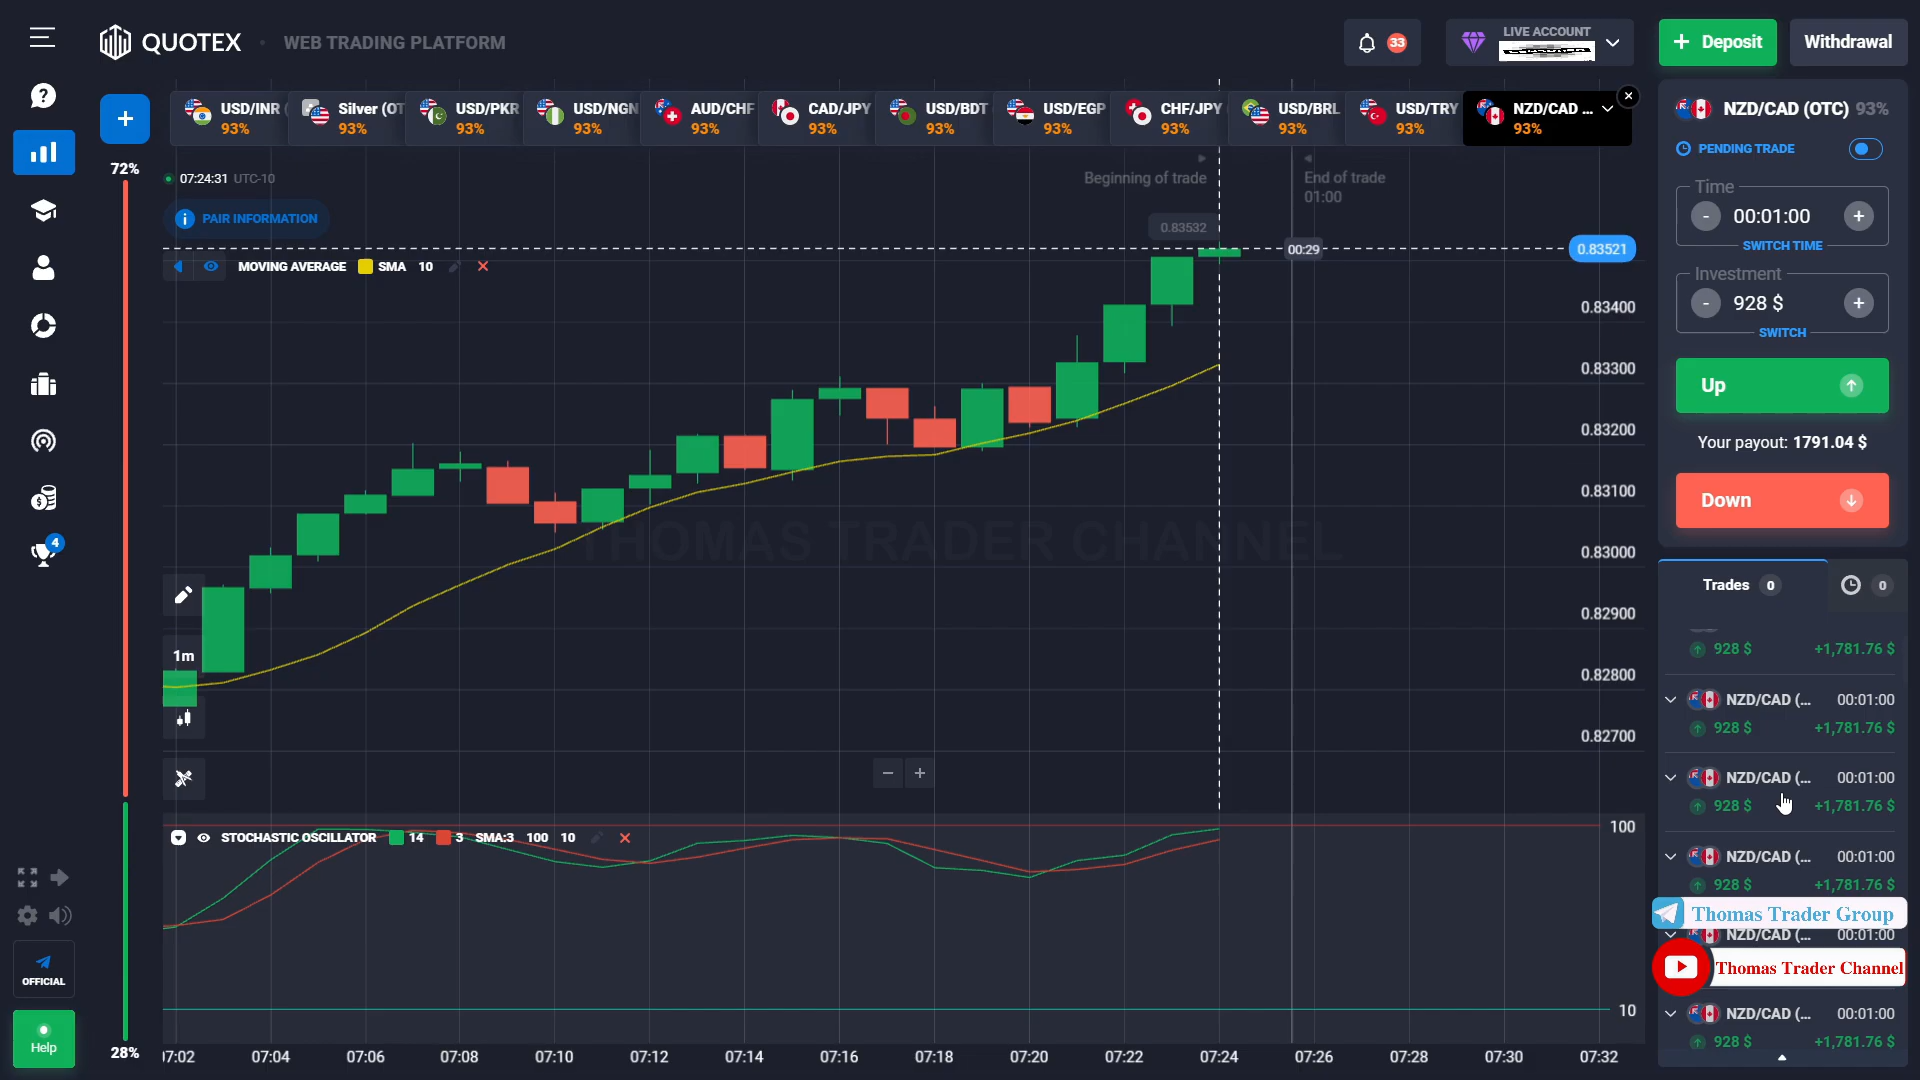 QUOTEX
WEB TRADING PLATFORM
33
LIVE ACCOUNT
+ Deposit
Withdrawal
USD/INR
93%
Silver (OT
93%
USD/PKR
93%
USD/NGN
93%
AUD/CHF
93%
CAD/JPY
93%
USD/BDT
93%
USD/EGP
93%
CHF/JPY
93%
USD/BRL
93%
USD/TRY
93%
NZD/CAD ...
93%
72%
07:24:31 UTC-10
PAIR INFORMATION
Beginning of trade
End of trade
01:00
0.83532
00:29
0.83521
MOVING AVERAGE SMA 10
0.83400
0.83300
0.83200
0.83100
0.83000
0.82900
0.82800
0.82700
THOMAS TRADER CHANNEL
1m
STOCHASTIC OSCILLATOR 14 3 SMA:3 100 10
100
10
07:02 07:04 07:06 07:08 07:10 07:12 07:14 07:16 07:18 07:20 07:22 07:24 07:26 07:28 07:30 07:32
28%
4
OFFICIAL
Help
NZD/CAD (OTC) 93%
PENDING TRADE
Time
- 00:01:00 +
SWITCH TIME
Investment
- 928 $ +
SWITCH
Up
Your payout: 1791.04 $
Down
Trades 0
0
928 $ +1,781.76 $
NZD/CAD (... 00:01:00
928 $ +1,781.76 $
NZD/CAD (... 00:01:00
928 $ +1,781.76 $
NZD/CAD (... 00:01:00
928 $ +1,781.76 $
Thomas Trader Group
NZD/CAD (... 00:01:00
Thomas Trader Channel
NZD/CAD (... 00:01:00
928 $ +1,781.76 $